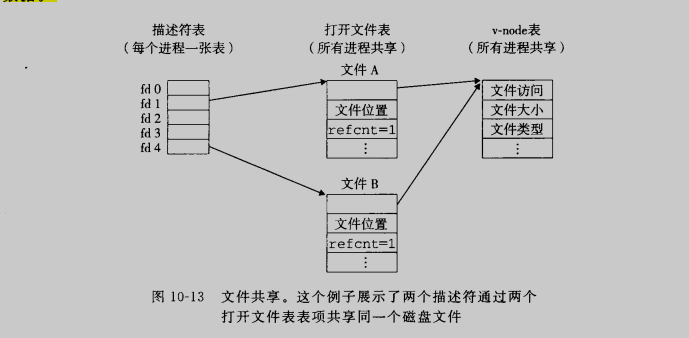 描述符表
(每个进程一张表)
打开文件表
(所有进程共享)
v-node表
(所有进程共享)
fd 0
fd 1
fd 2
fd 3
fd 4
文件 A
文件位置
refcnt=1
⋮
文件 B
文件位置
refcnt=1
⋮
文件访问
文件大小
文件类型
⋮
图 10-13 文件共享。这个例子展示了两个描述符通过两个
打开文件表表项共享同一个磁盘文件